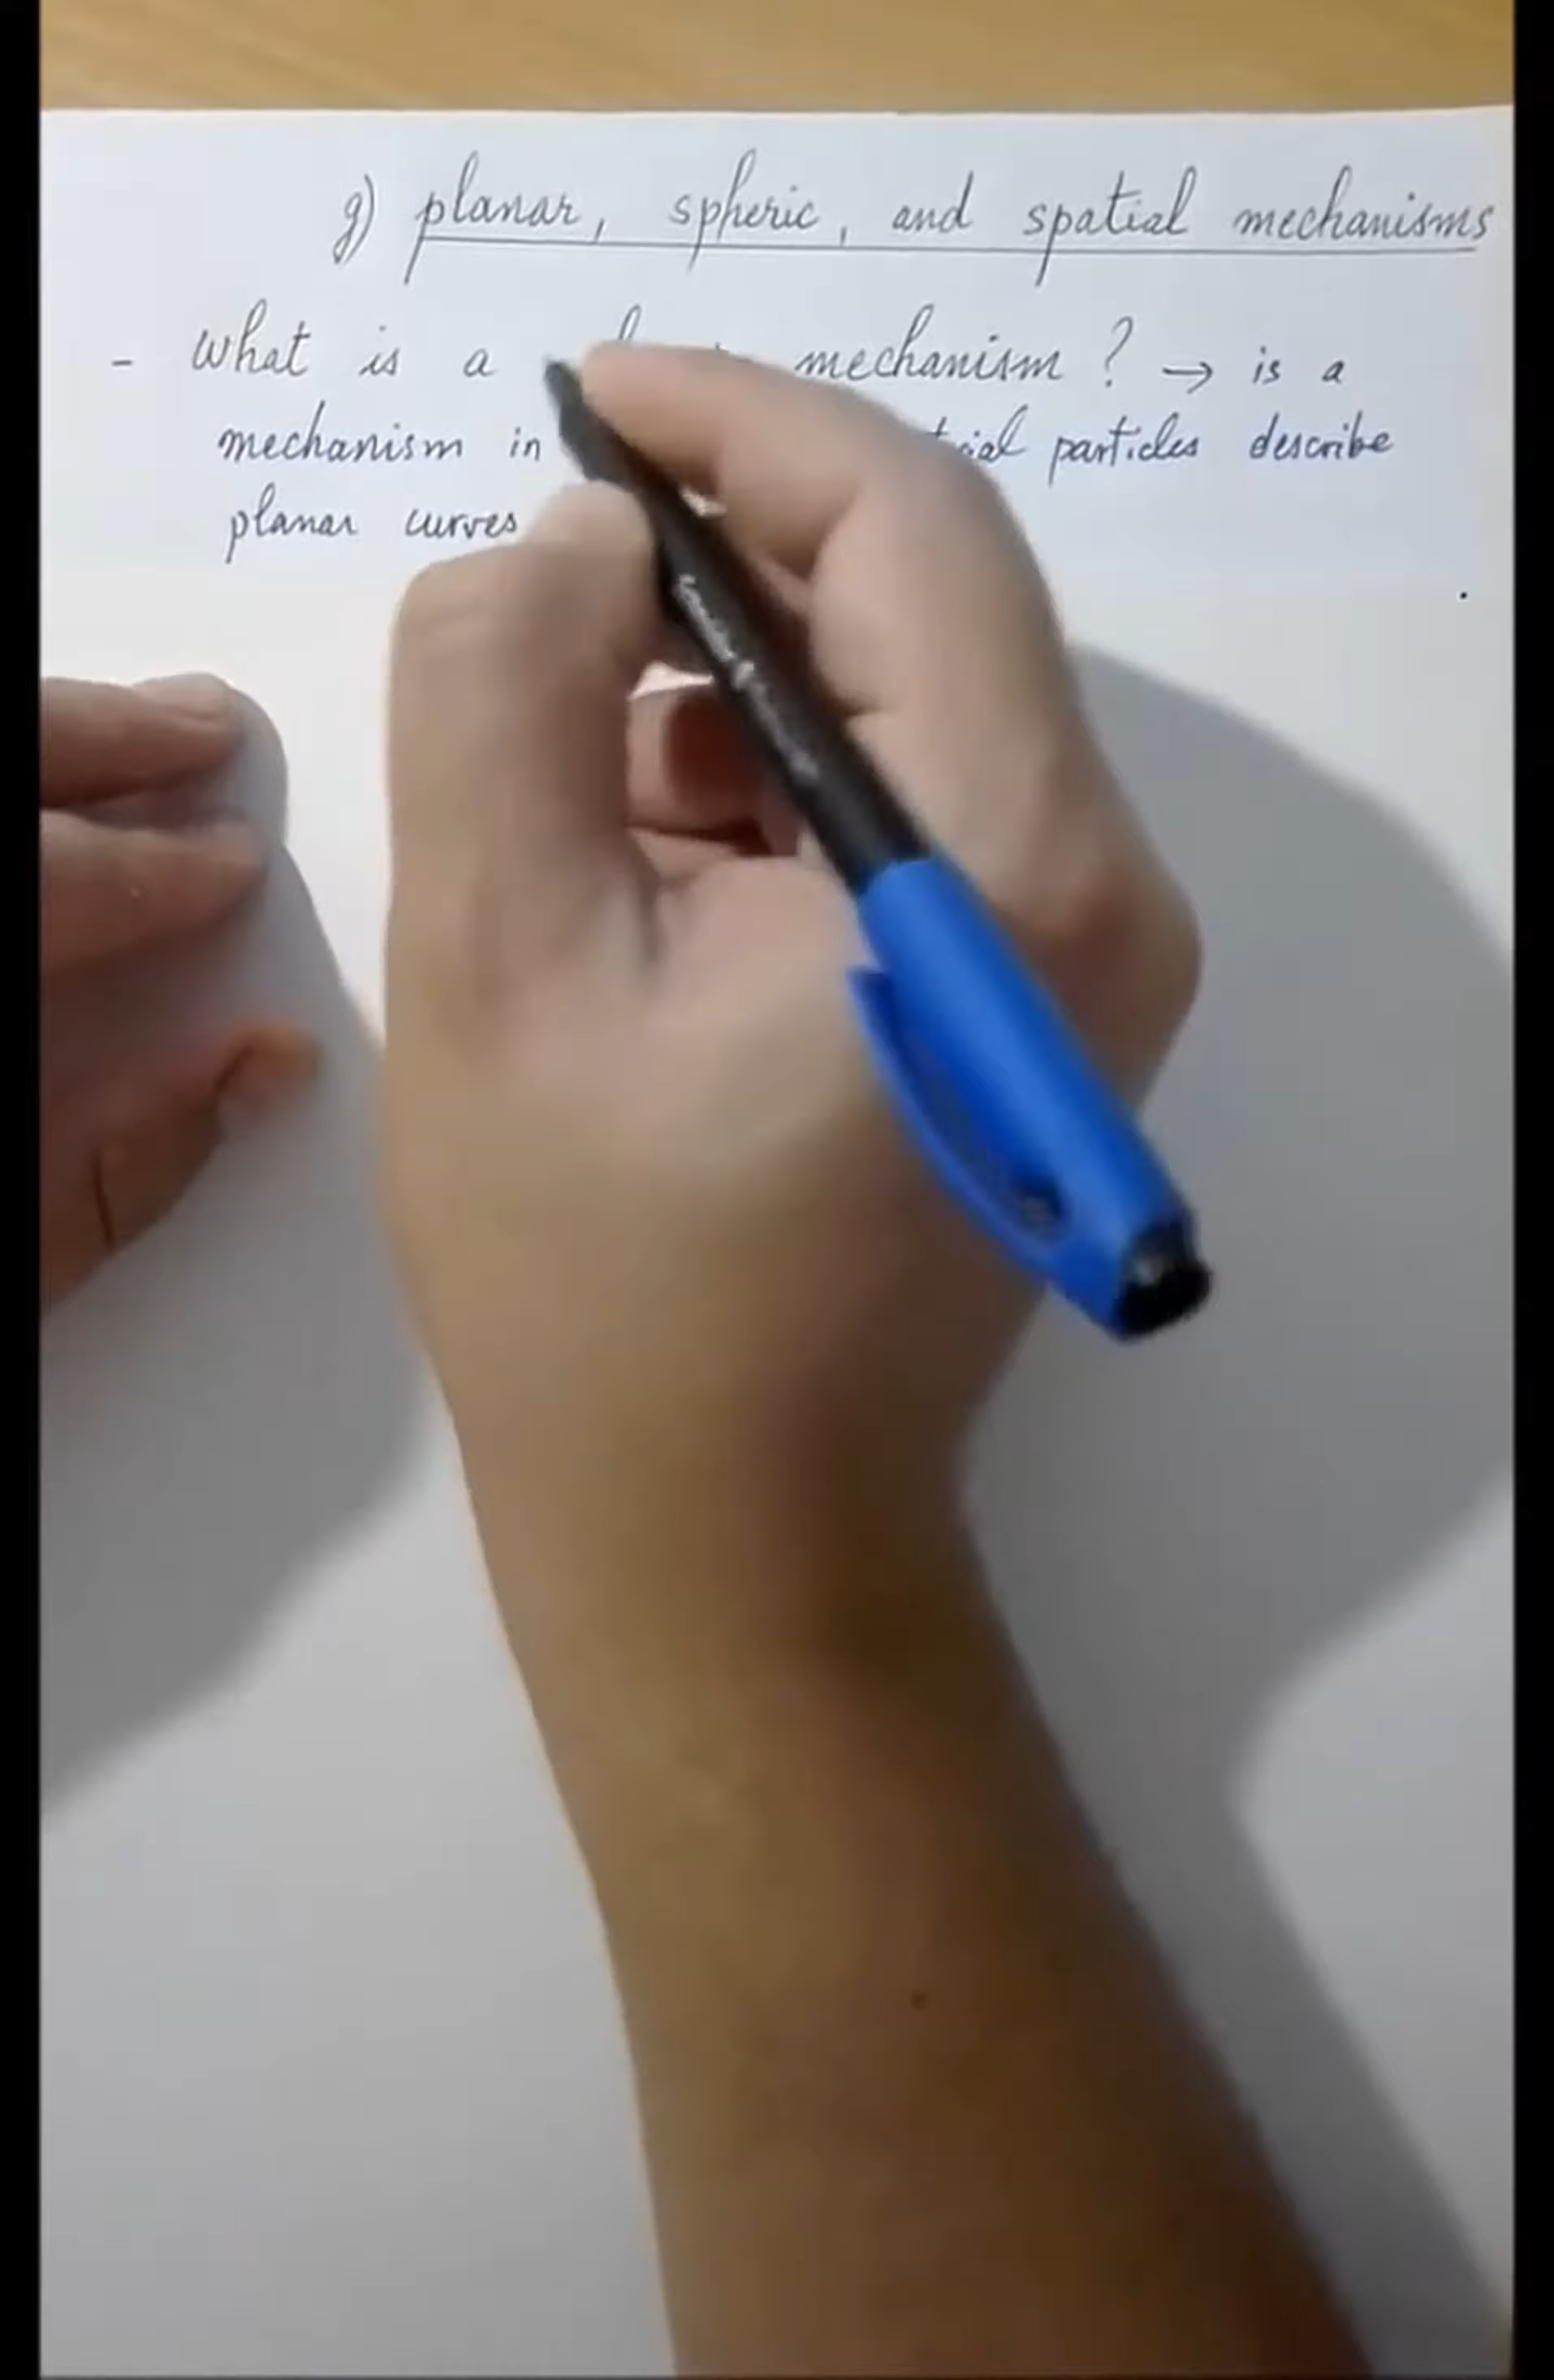 g) planar, spheric, and spatial mechanisms
- What is a mechanism ? → is a
mechanism in particles describe
planar curves